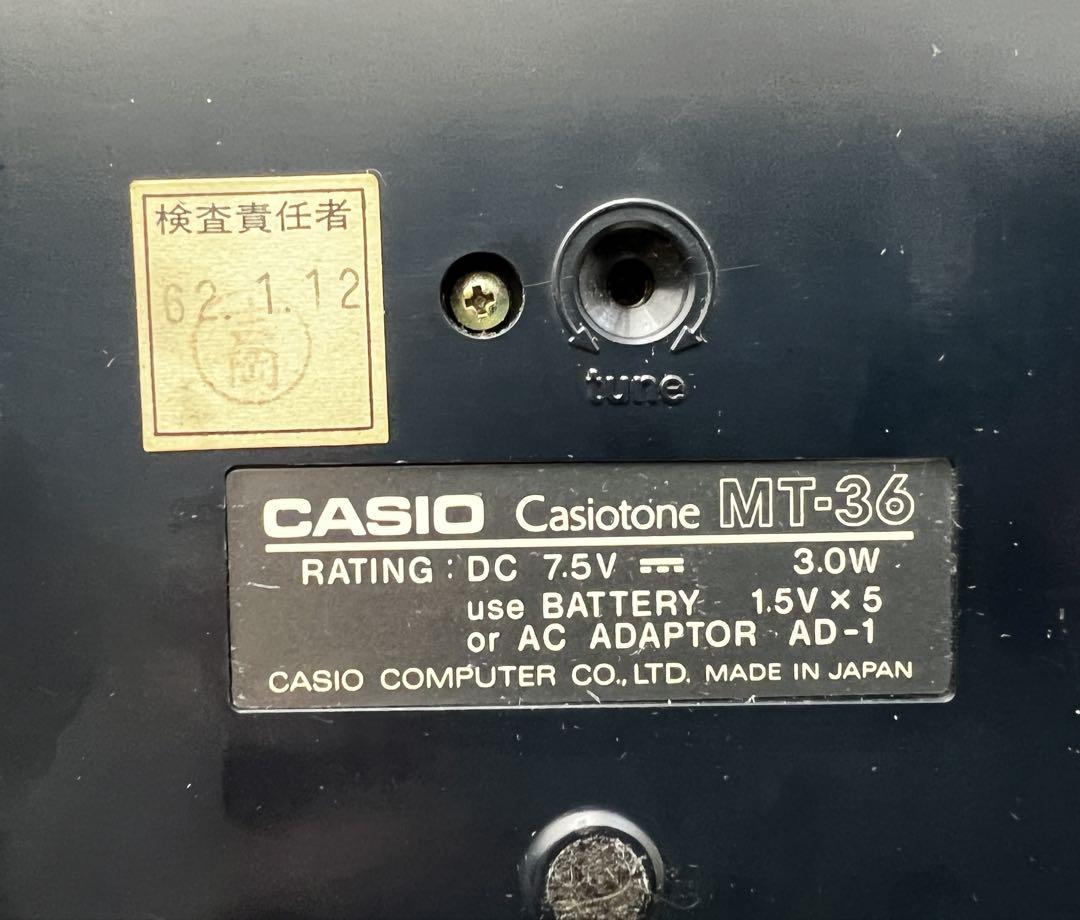 検査責任者
62.1.12
tune
CASIO Casiotone MT-36
RATING : DC 7.5V ⎓ 3.0W
use BATTERY 1.5V × 5
or AC ADAPTOR AD-1
CASIO COMPUTER CO., LTD. MADE IN JAPAN